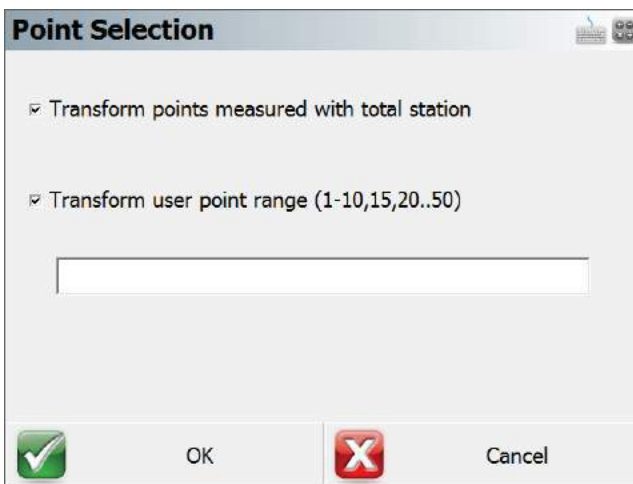 Point Selection
Transform points measured with total station
Transform user point range (1-10,15,20..50)
OK
Cancel